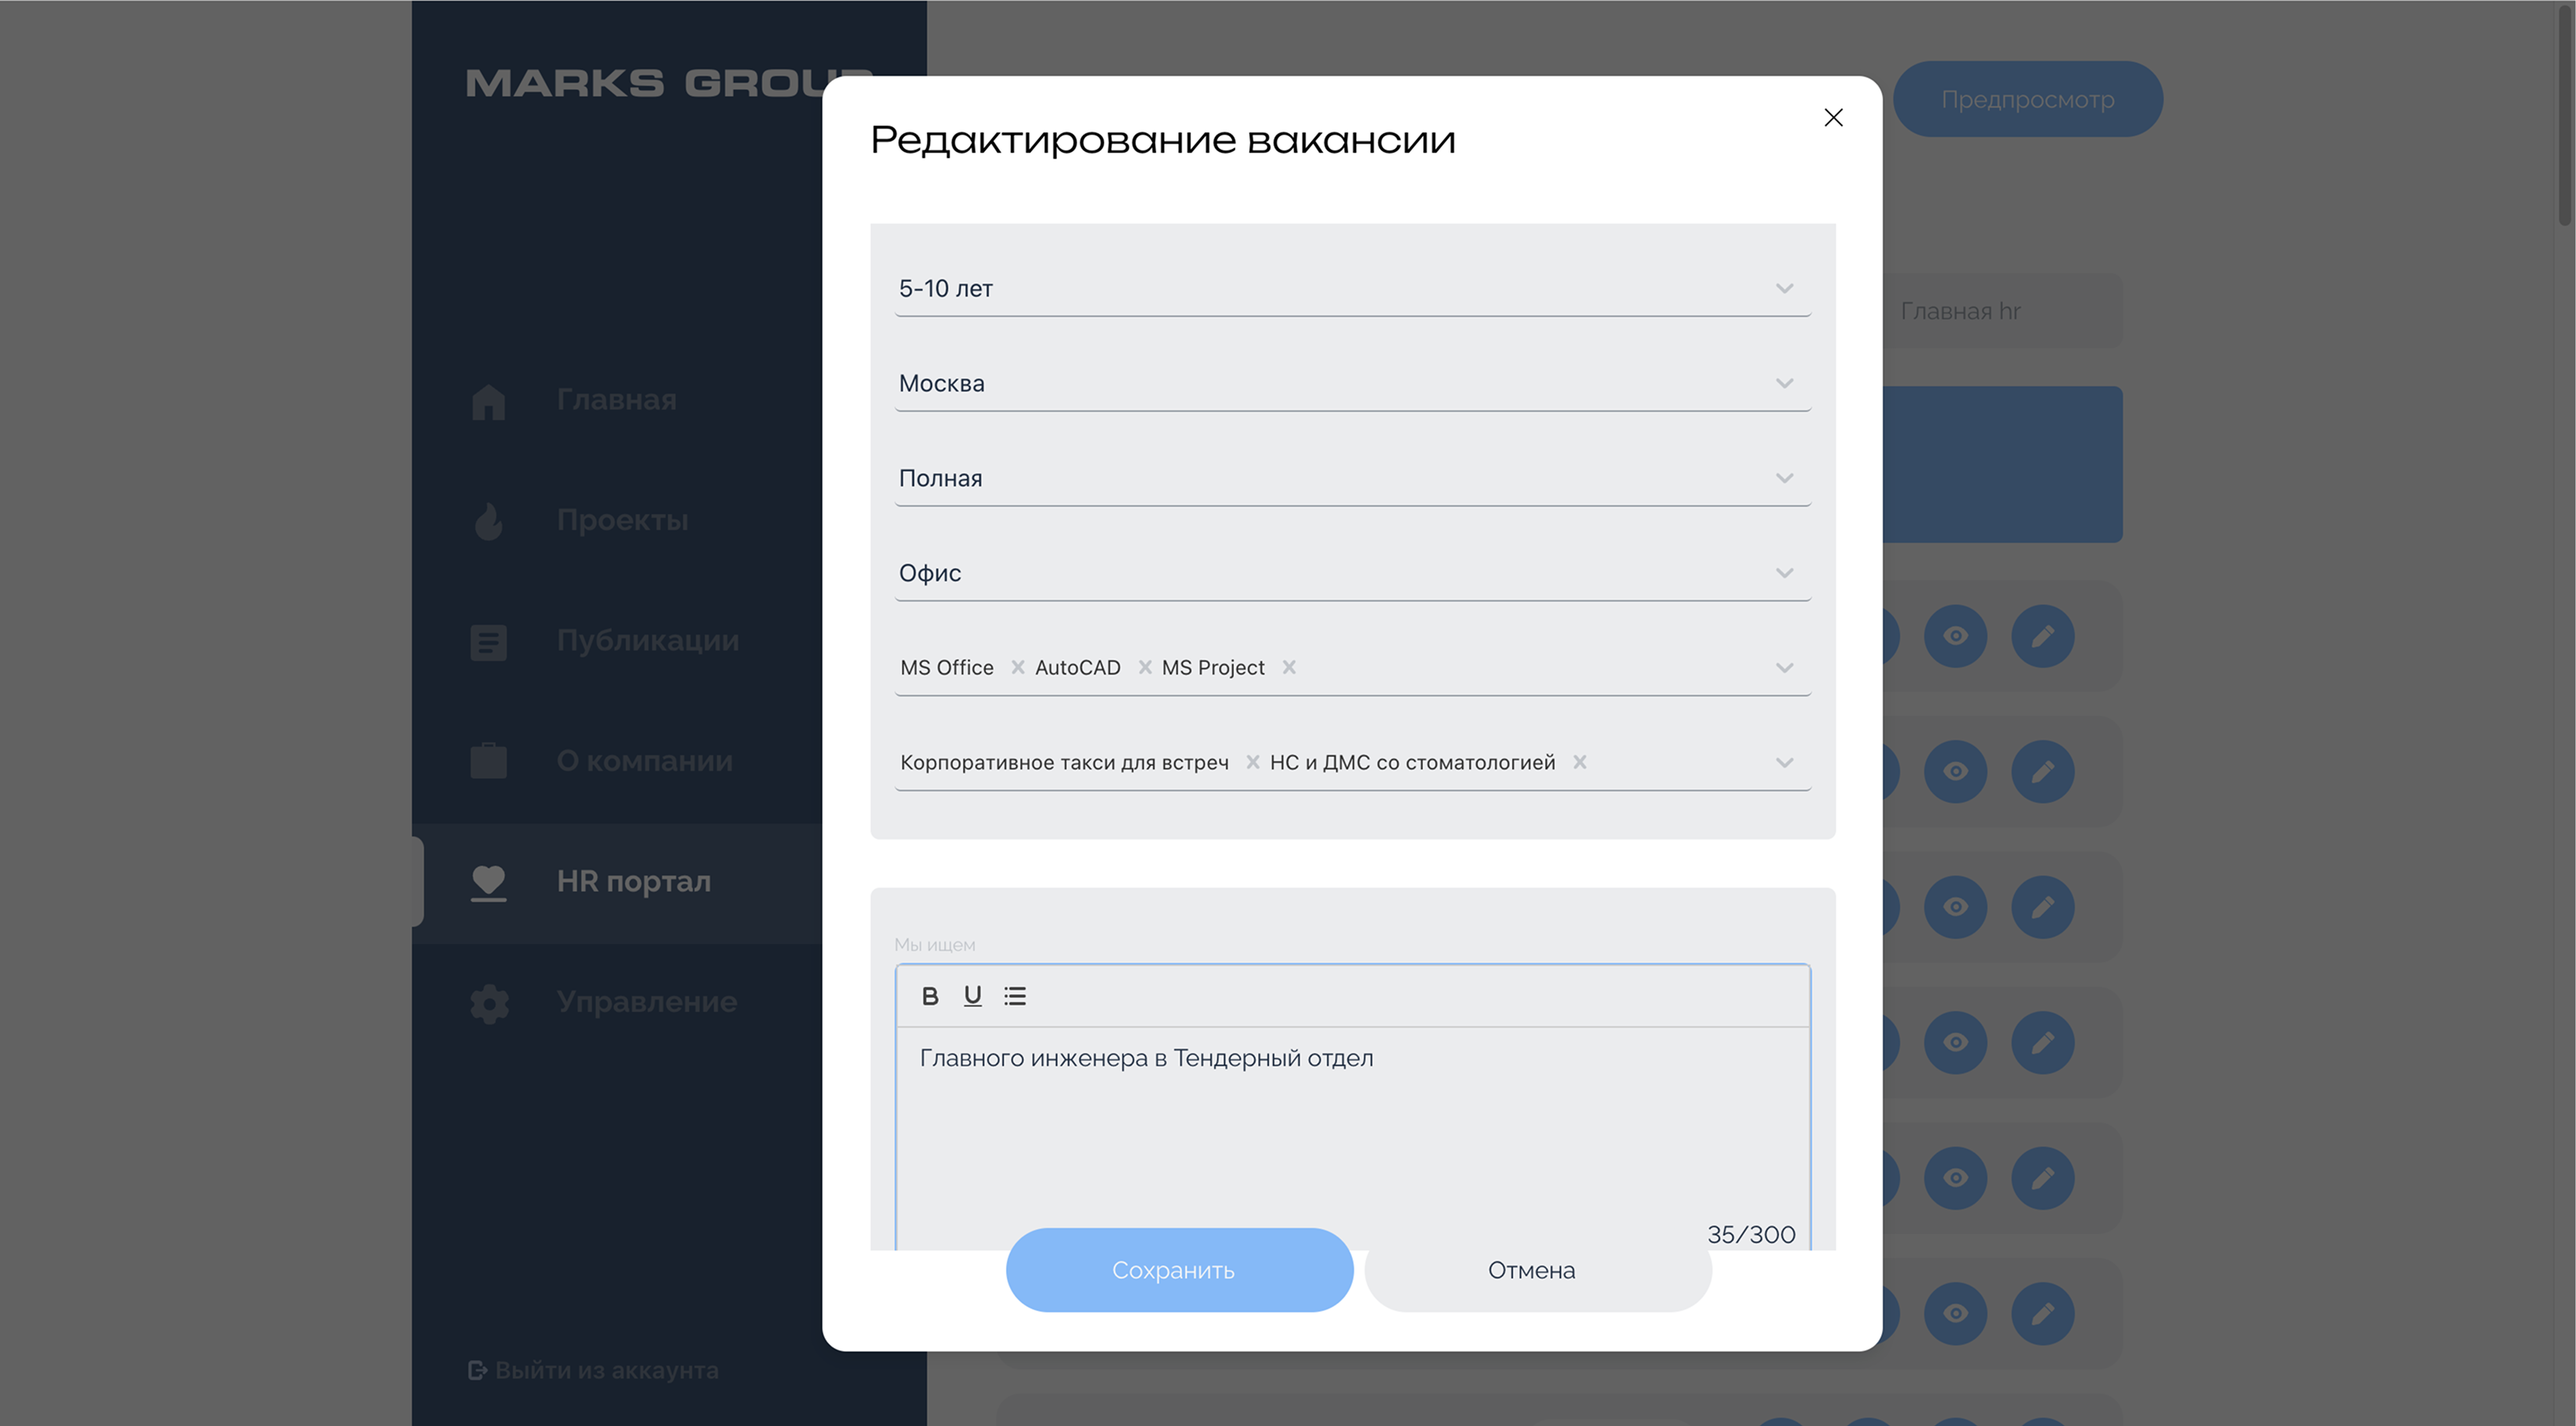 MARKS GROUP
Предпросмотр
Редактирование вакансии
5-10 лет
Главная hr
Москва
Главная
Полная
Проекты
Офис
Публикации
MS Office AutoCAD MS Project
О компании
Корпоративное такси для встреч НС и ДМС со стоматологией
HR портал
Мы ищем
B U
Управление
Главного инженера в Тендерный отдел
35/300
Сохранить
Отмена
Выйти из аккаунта